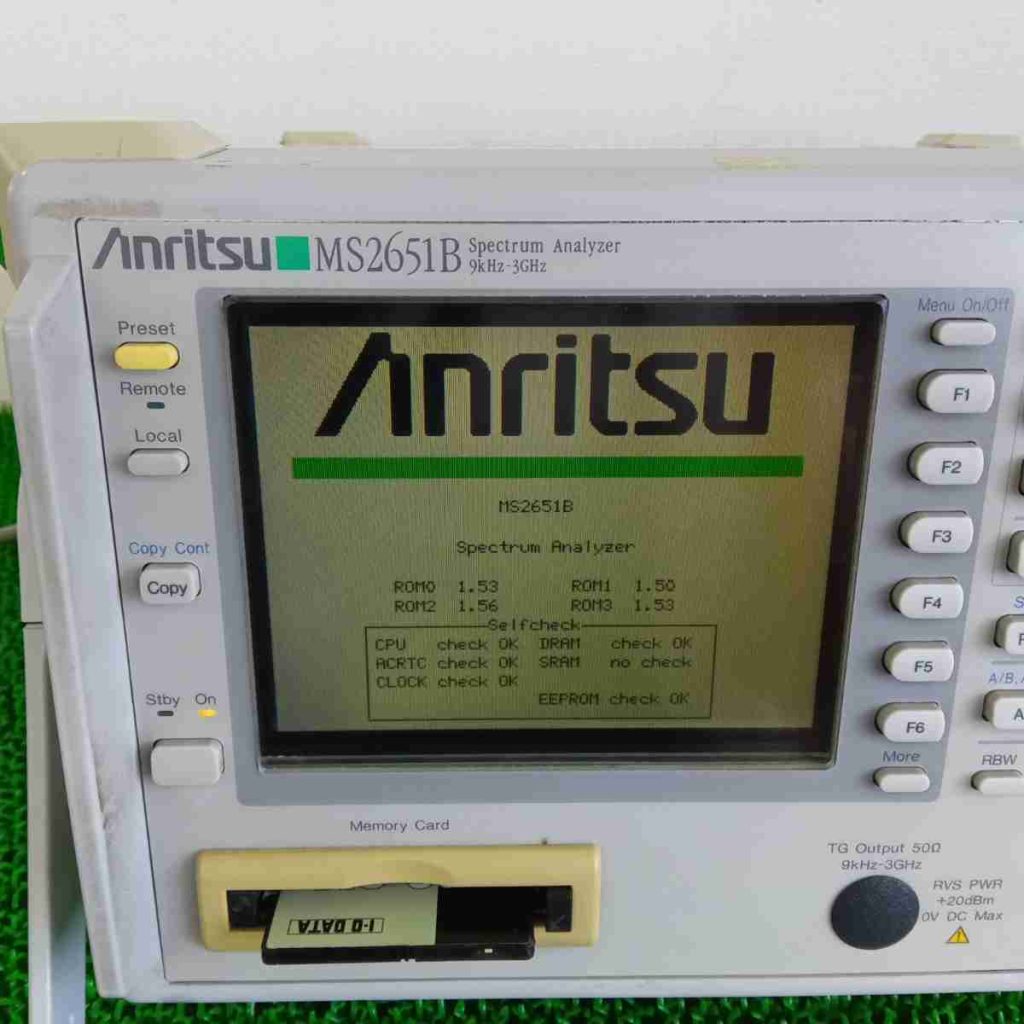 Anritsu MS2651B Spectrum Analyzer
9kHz-3GHz
Menu On/Off
Preset
Remote
Local
Copy Cont
Copy
Stby On
F1
F2
F3
F4
F5
F6
More
RBW
Anritsu
MS2651B
Spectrum Analyzer
ROM0 1.53 ROM1 1.50
ROM2 1.56 ROM3 1.53
Selfcheck
CPU check OK DRAM check OK
ACRTC check OK SRAM no check
CLOCK check OK
EEPROM check OK
Memory Card
I-O DATA
TG Output 50Ω
9kHz-3GHz
RVS PWR
+20dBm
0V DC Max